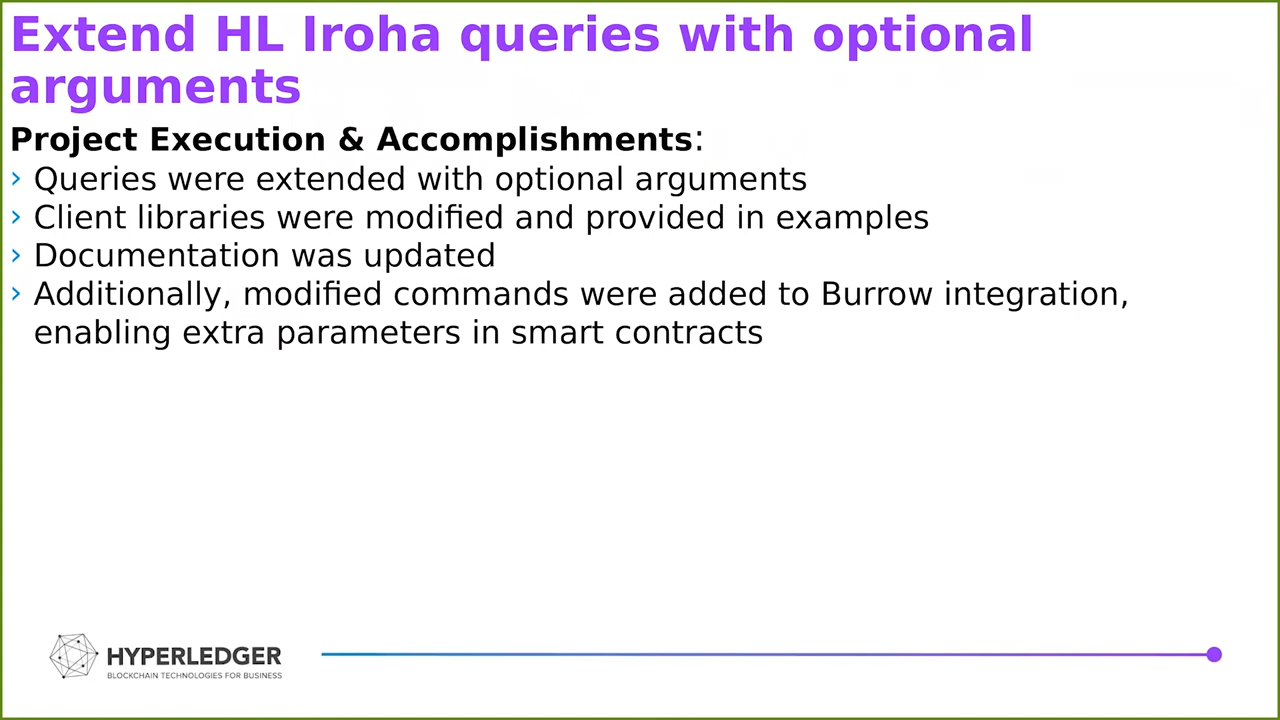 Extend HL Iroha queries with optional
arguments
Project Execution & Accomplishments:
› Queries were extended with optional arguments
› Client libraries were modified and provided in examples
› Documentation was updated
› Additionally, modified commands were added to Burrow integration,
enabling extra parameters in smart contracts
HYPERLEDGER
BLOCKCHAIN TECHNOLOGIES FOR BUSINESS